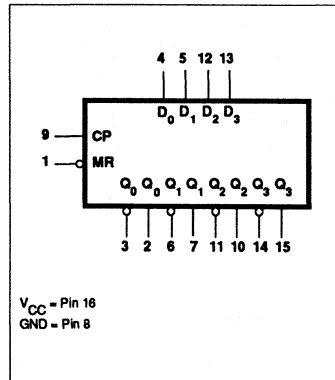 4 5 12 13
D0 D1 D2 D3
9 CP
1 MR
Q0 Q0 Q1 Q1 Q2 Q2 Q3 Q3
3 2 6 7 11 10 14 15
VCC = Pin 16
GND = Pin 8